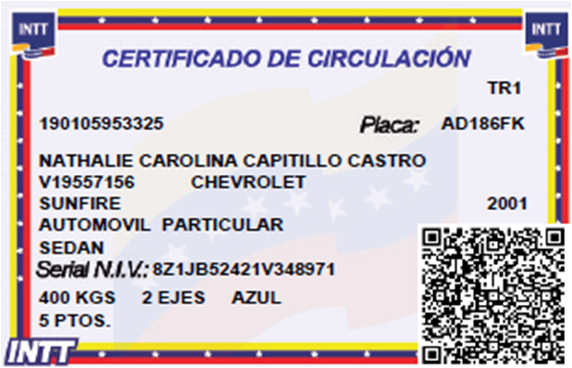 INTT INTT
CERTIFICADO DE CIRCULACIÓN
TR1
190105953325 Placa: AD186FK
NATHALIE CAROLINA CAPITILLO CASTRO
V19557156 CHEVROLET
SUNFIRE 2001
AUTOMOVIL PARTICULAR
SEDAN
Serial N.I.V.: 8Z1JB52421V348971
400 KGS 2 EJES AZUL
5 PTOS.
INTT